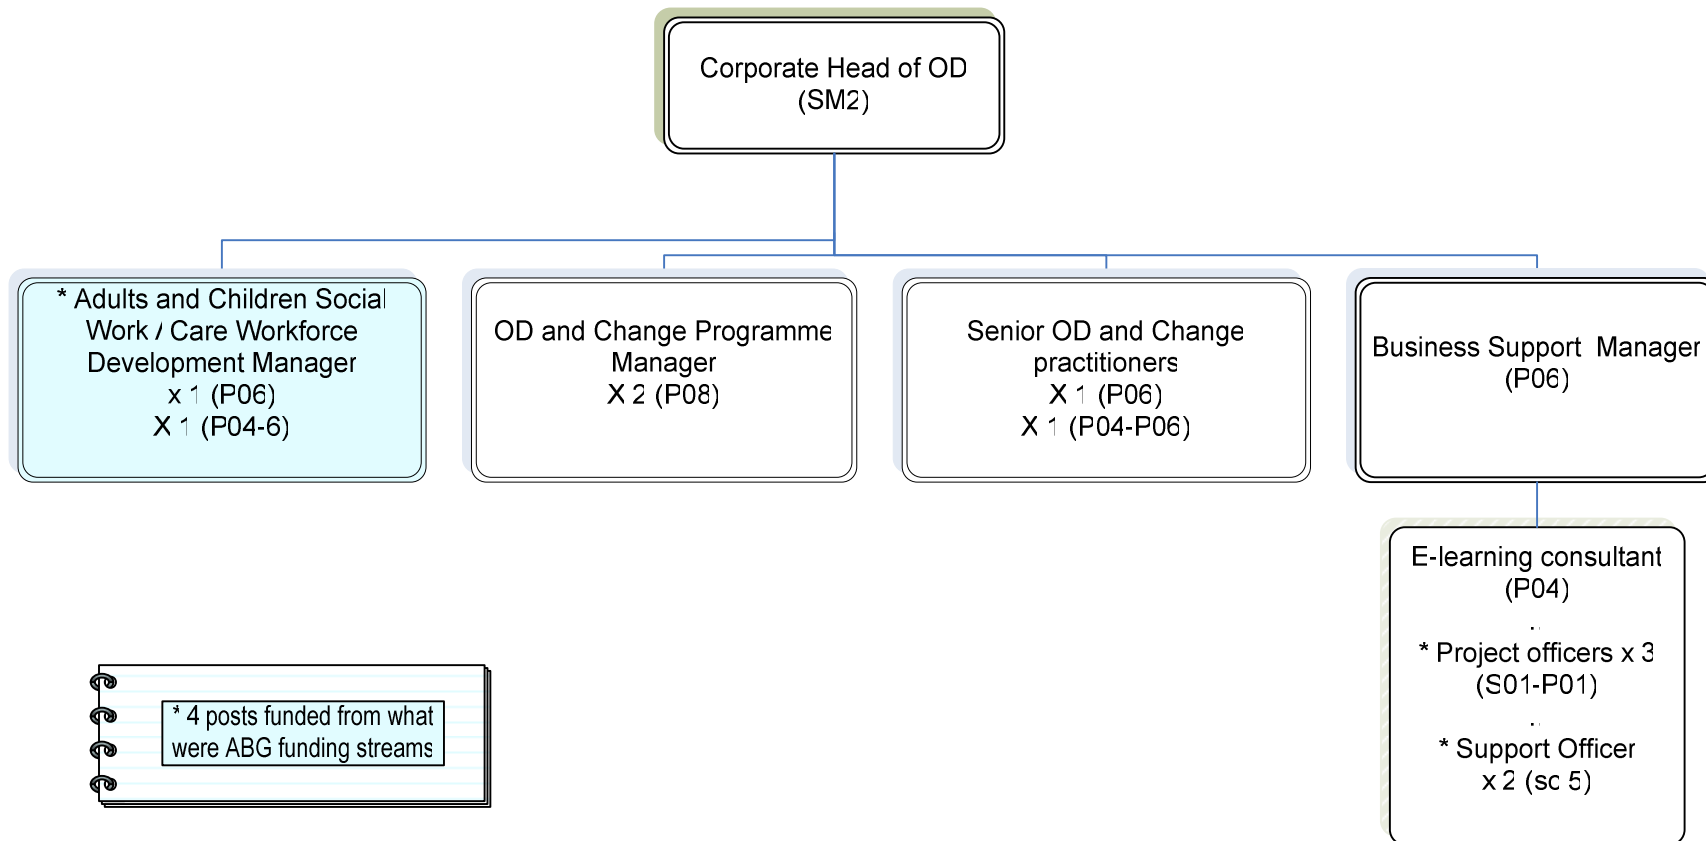 Corporate Head of OD
(SM2)
* Adults and Children Social
Work / Care Workforce
Development Manager
x 1 (P06)
X 1 (P04-6)
OD and Change Programme
Manager
X 2 (P08)
Senior OD and Change
practitioners
X 1 (P06)
X 1 (P04-P06)
Business Support Manager
(P06)
E-learning consultant
(P04)
..
* Project officers x 3
(S01-P01)
..
* Support Officer
x 2 (sc 5)
* 4 posts funded from what
were ABG funding streams